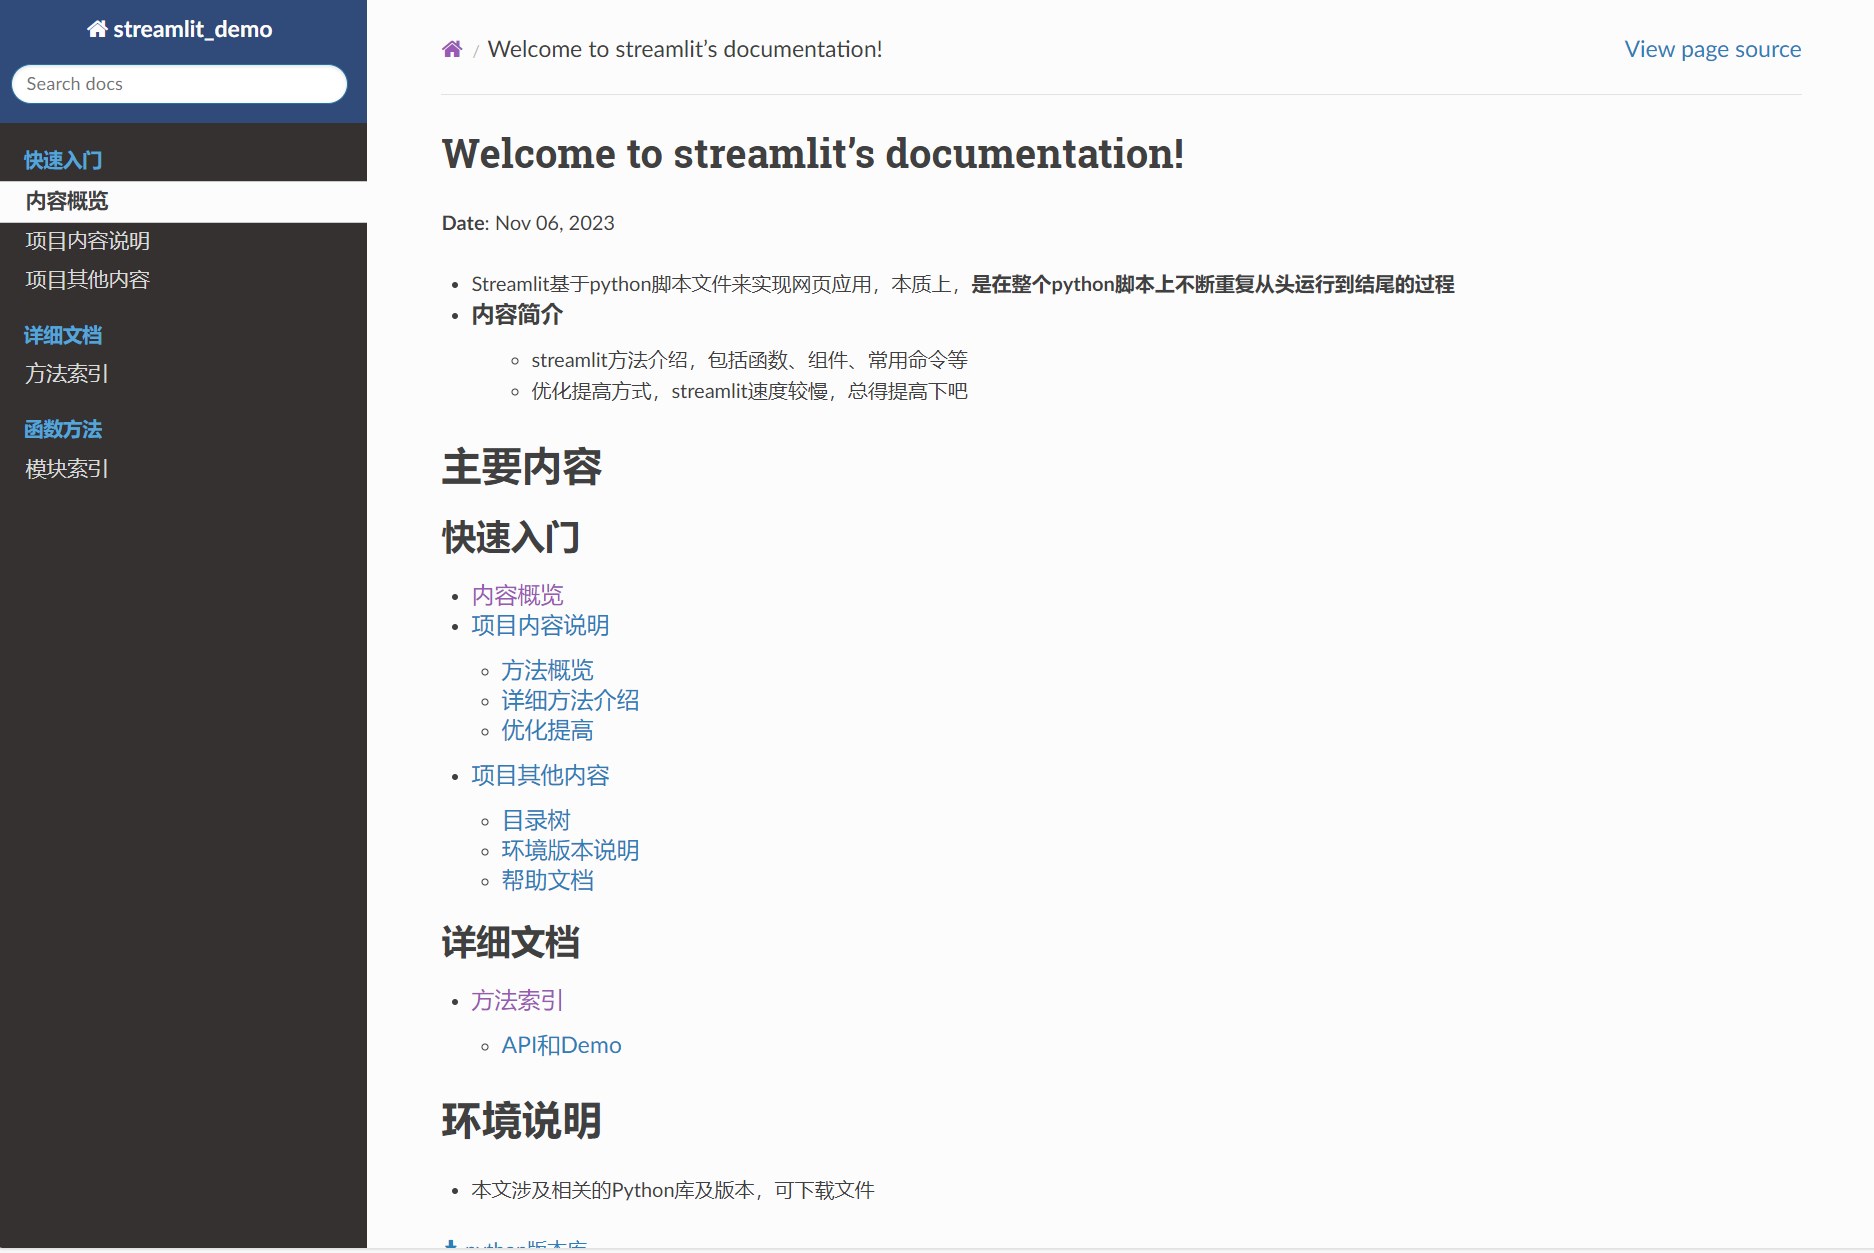 streamlit_demo
Search docs
快速入门
内容概览
项目内容说明
项目其他内容
详细文档
方法索引
函数方法
模块索引
/ Welcome to streamlit’s documentation!
View page source
Welcome to streamlit’s documentation!
Date: Nov 06, 2023
• Streamlit基于python脚本文件来实现网页应用，本质上，是在整个python脚本上不断重复从头运行到结尾的过程
• 内容简介
◦ streamlit方法介绍，包括函数、组件、常用命令等
◦ 优化提高方式，streamlit速度较慢，总得提高下吧
主要内容
快速入门
• 内容概览
• 项目内容说明
◦ 方法概览
◦ 详细方法介绍
◦ 优化提高
• 项目其他内容
◦ 目录树
◦ 环境版本说明
◦ 帮助文档
详细文档
• 方法索引
◦ API和Demo
环境说明
• 本文涉及相关的Python库及版本，可下载文件
python版本库